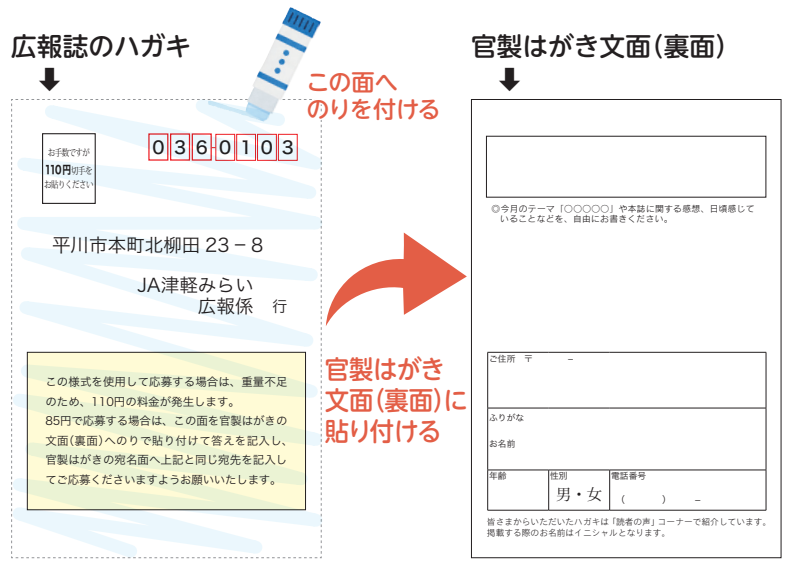 広報誌のハガキ
官製はがき文面(裏面)
この面へ
のりを付ける
お手数ですが
110円切手を
お貼りください
036-0103
平川市本町北柳田 23－8
JA津軽みらい
広報係　行
この様式を使用して応募する場合は、重量不足
のため、110円の料金が発生します。
85円で応募する場合は、この面を官製はがきの
文面(裏面)へのりで貼り付けて答えを記入し、
官製はがきの宛名面へ上記と同じ宛先を記入し
てご応募くださいますようお願いいたします。
官製はがき
文面(裏面)に
貼り付ける
◎今月のテーマ「○○○○○」や本誌に関する感想、日頃感じて
いることなどを、自由にお書きください。
ご住所　〒　　－
ふりがな
お名前
年齢
性別
男・女
電話番号
(　　　)　　－
皆さまからいただいたハガキは「読者の声」コーナーで紹介しています。
掲載する際のお名前はイニシャルとなります。